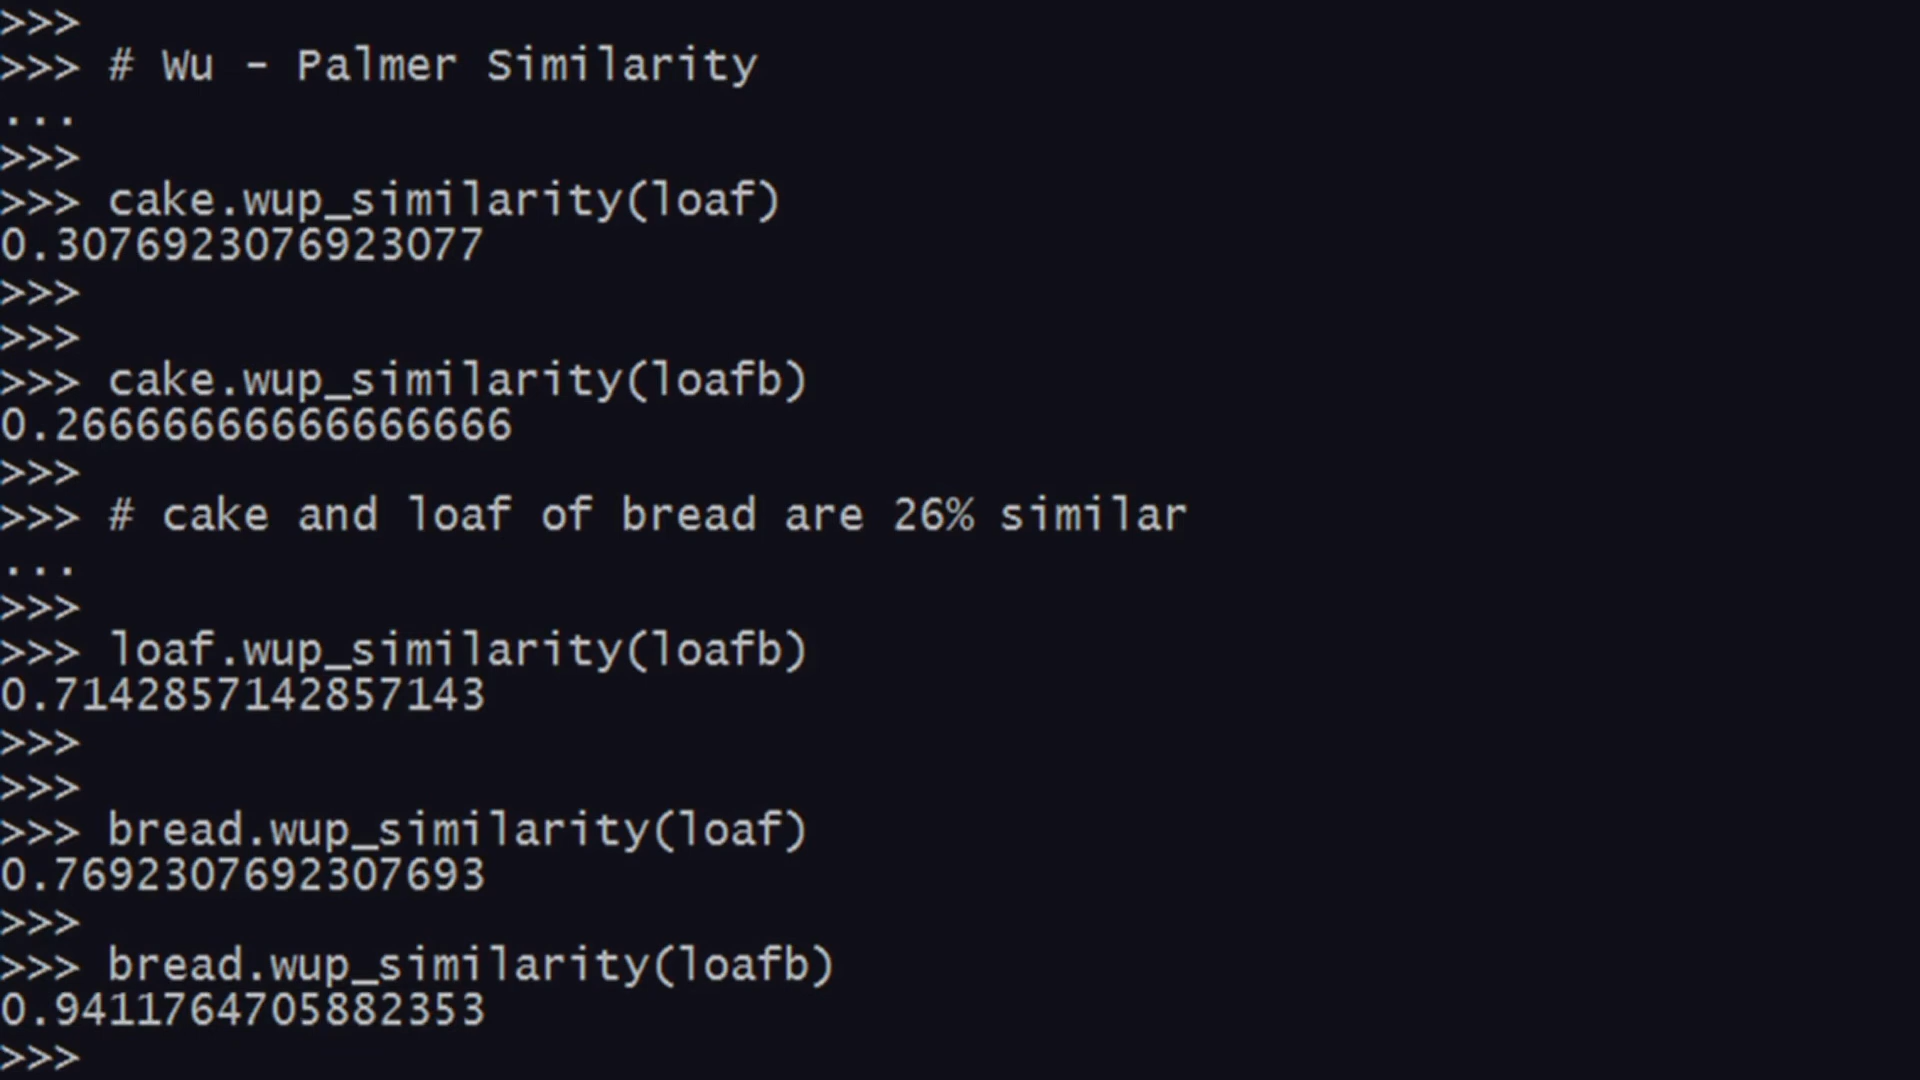 >>>
>>> # Wu - Palmer Similarity
...
>>>
>>> cake.wup_similarity(loaf)
0.3076923076923077
>>>
>>>
>>> cake.wup_similarity(loafb)
0.26666666666666666
>>>
>>> # cake and loaf of bread are 26% similar
...
>>>
>>> loaf.wup_similarity(loafb)
0.7142857142857143
>>>
>>>
>>> bread.wup_similarity(loaf)
0.7692307692307693
>>>
>>> bread.wup_similarity(loafb)
0.9411764705882353
>>>